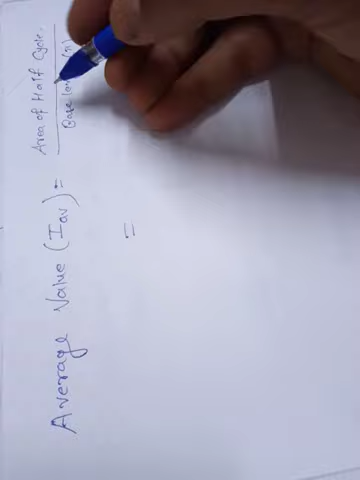 Average Value (Iav) = Area of Half Cycle.
Base (π)
=